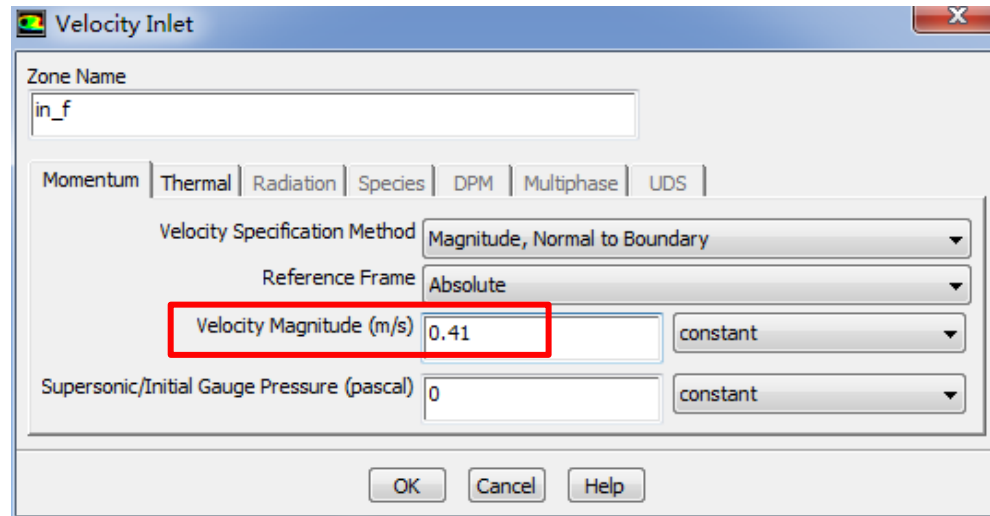 Velocity Inlet
Zone Name
in_f
Momentum Thermal Radiation Species DPM Multiphase UDS
Velocity Specification Method Magnitude, Normal to Boundary
Reference Frame Absolute
Velocity Magnitude (m/s) 0.41 constant
Supersonic/Initial Gauge Pressure (pascal) 0 constant
OK Cancel Help